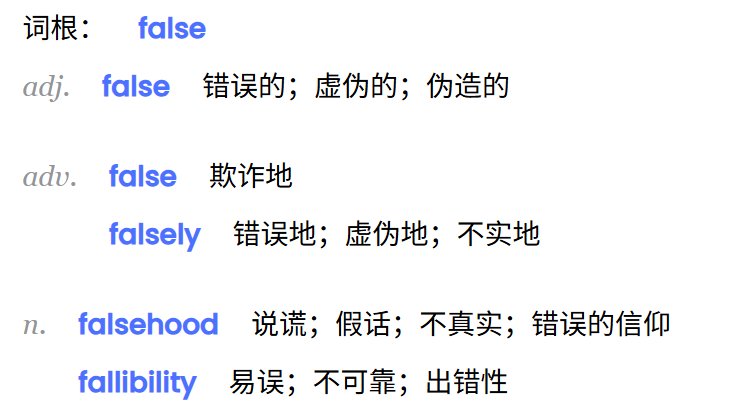 词根： false
adj. false 错误的；虚伪的；伪造的
adv. false 欺诈地
falsely 错误地；虚伪地；不实地
n. falsehood 说谎；假话；不真实；错误的信仰
fallibility 易误；不可靠；出错性